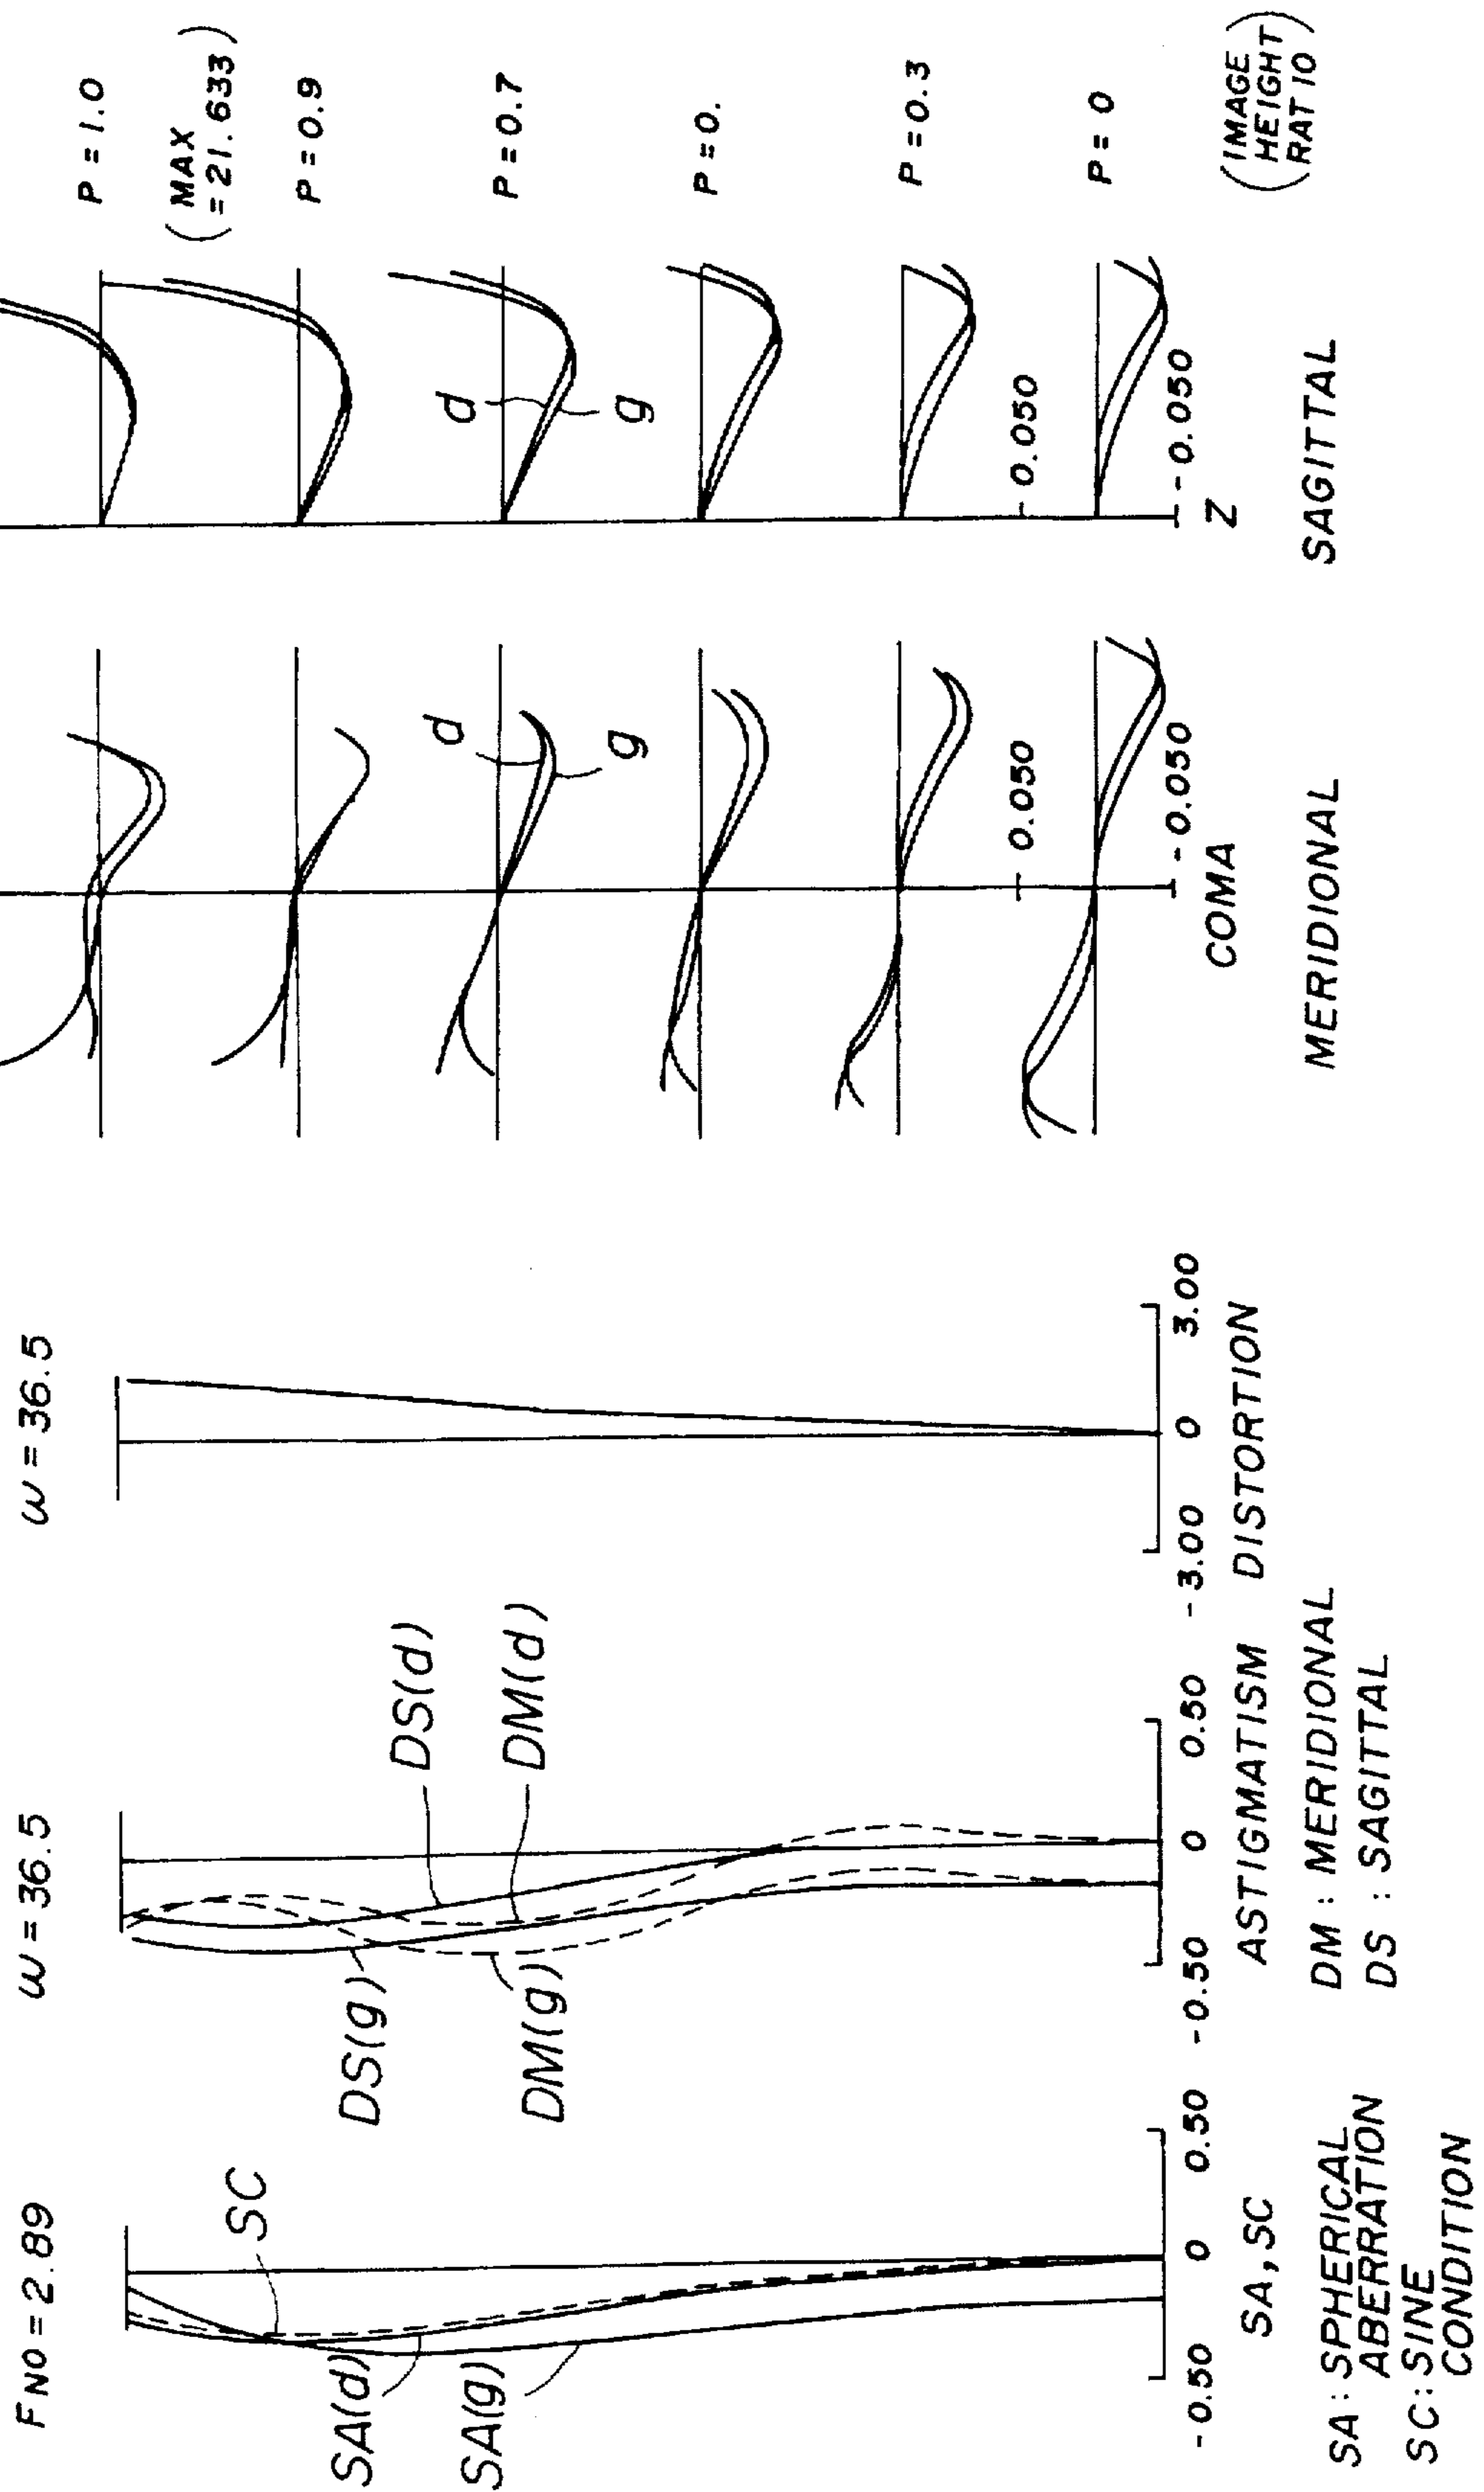 FNO = 2.89
SC
SA(d)
SA(g)
-0.50 0 0.50
SA, SC
SA : SPHERICAL
ABERRATION
SC : SINE
CONDITION
ω = 36.5
DS(d)
DM(d)
DS(g)
DM(g)
-0.50 0 0.50
ASTIGMATISM
DM : MERIDIONAL
DS : SAGITTAL
ω = 36.5
-3.00 0 3.00
DISTORTION
d
g
0.050
-0.050
COMA
MERIDIONAL
d
g
0.050
-0.050
Z
SAGITTAL
P = 1.0
(MAX
= 21.633)
P = 0.9
P = 0.7
P = 0.
P = 0.3
P = 0
(IMAGE
HEIGHT
RATIO)